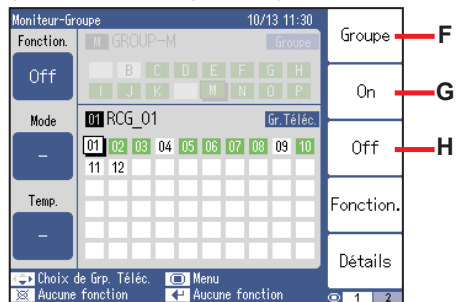 Moniteur-Groupe 10/13 11:30
Fonction.
Off
Mode
–
Temp.
–
M GROUP-M Groupe
B C D E F G H
I J K M N O P
01 RCG_01 Gr.Téléc.
01 02 03 04 05 06 07 08 09 10
11 12
Choix de Grp. Téléc. Menu
Aucune fonction Aucune fonction
Groupe
On
Off
Fonction.
Détails
1 2
F
G
H